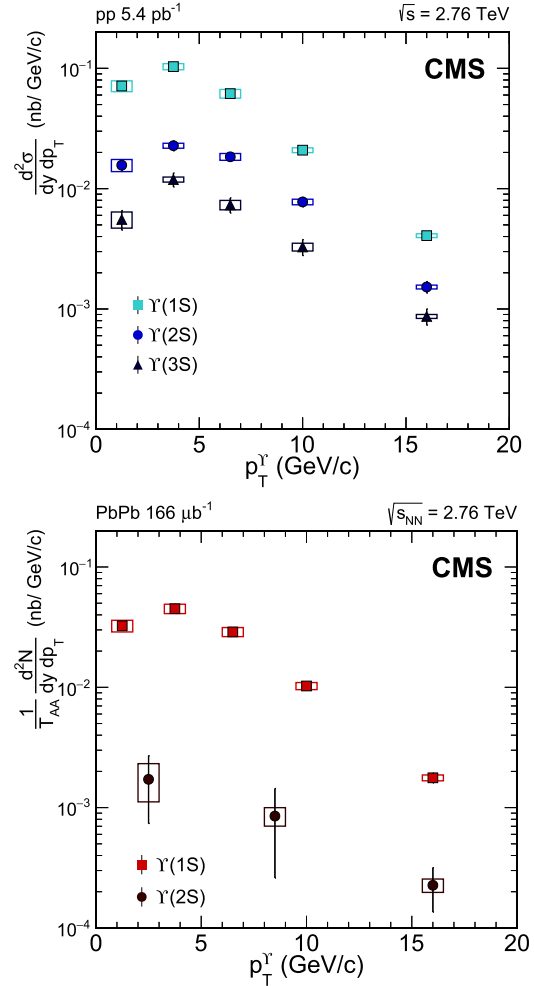 pp 5.4 pb⁻¹ √s = 2.76 TeV
CMS
d²σ/dy dp_T (nb/ GeV/c)
10⁻¹
10⁻²
10⁻³
10⁻⁴
ϒ(1S)
ϒ(2S)
ϒ(3S)
0 5 10 15 20
p_T^ϒ (GeV/c)
PbPb 166 μb⁻¹ √s_NN = 2.76 TeV
CMS
1/T_AA d²N/dy dp_T (nb/ GeV/c)
10⁻¹
10⁻²
10⁻³
10⁻⁴
ϒ(1S)
ϒ(2S)
0 5 10 15 20
p_T^ϒ (GeV/c)